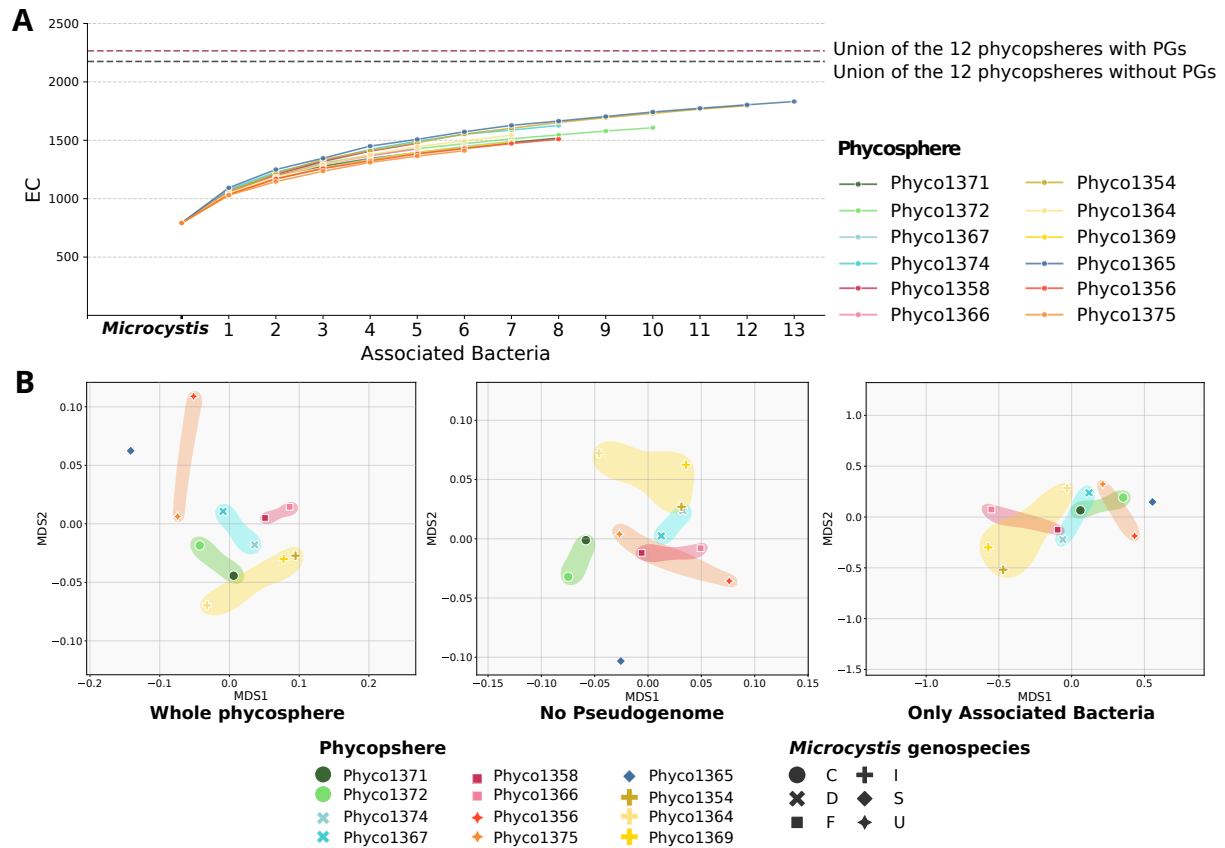 A
2500
2000
1500
1000
500
EC
Microcystis 1 2 3 4 5 6 7 8 9 10 11 12 13
Associated Bacteria
Union of the 12 phycopsheres with PGs
Union of the 12 phycopsheres without PGs
Phycosphere
Phyco1371 Phyco1354
Phyco1372 Phyco1364
Phyco1367 Phyco1369
Phyco1374 Phyco1365
Phyco1358 Phyco1356
Phyco1366 Phyco1375
B
0.10
0.05
0.00
−0.05
−0.10
MDS2
−0.2 −0.1 0.0 0.1 0.2
MDS1
Whole phycosphere
0.10
0.05
0.00
−0.05
−0.10
MDS2
−0.15 −0.10 −0.05 0.00 0.05 0.10 0.15
MDS1
No Pseudogenome
1.0
0.5
0.0
−0.5
−1.0
−1.5
MDS2
−1.0 −0.5 0.0 0.5 1.0
MDS1
Only Associated Bacteria
Phycopshere
Phyco1371 Phyco1358 Phyco1365
Phyco1372 Phyco1366 Phyco1354
Phyco1374 Phyco1356 Phyco1364
Phyco1367 Phyco1375 Phyco1369
Microcystis genospecies
C I
D S
F U